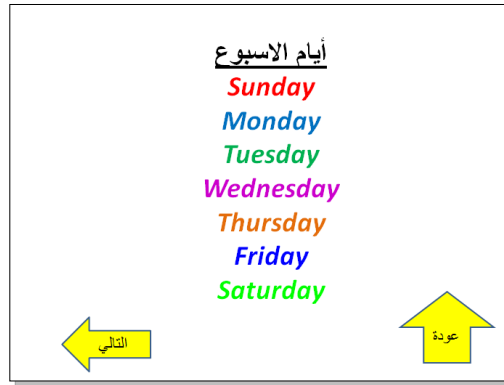 أيام الاسبوع
Sunday
Monday
Tuesday
Wednesday
Thursday
Friday
Saturday
عودة
التالي